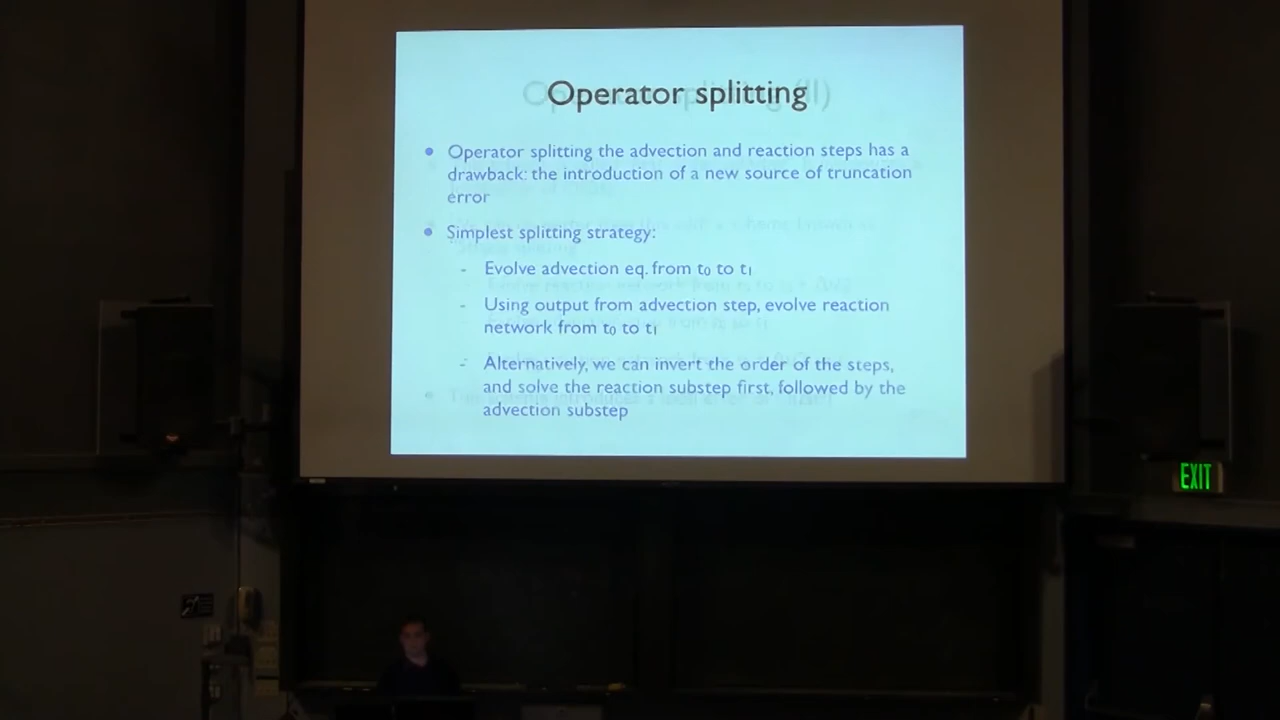 Operator splitting
• Operator splitting the advection and reaction steps has a
drawback: the introduction of a new source of truncation
error
• Simplest splitting strategy:
- Evolve advection eq. from t₀ to t₁
- Using output from advection step, evolve reaction
network from t₀ to t₁
- Alternatively, we can invert the order of the steps,
and solve the reaction substep first, followed by the
advection substep
EXIT